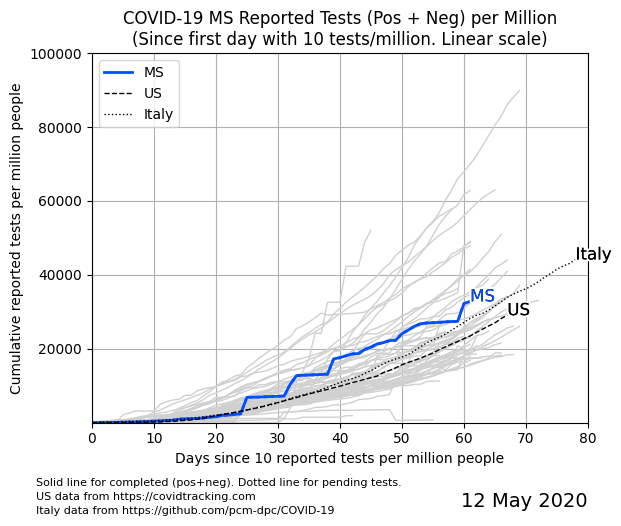 COVID-19 MS Reported Tests (Pos + Neg) per Million
(Since first day with 10 tests/million. Linear scale)
Cumulative reported tests per million people
100000
80000
60000
40000
20000
MS
US
Italy
Italy
MS
US
0 10 20 30 40 50 60 70 80
Days since 10 reported tests per million people
Solid line for completed (pos+neg). Dotted line for pending tests.
US data from https://covidtracking.com
Italy data from https://github.com/pcm-dpc/COVID-19
12 May 2020